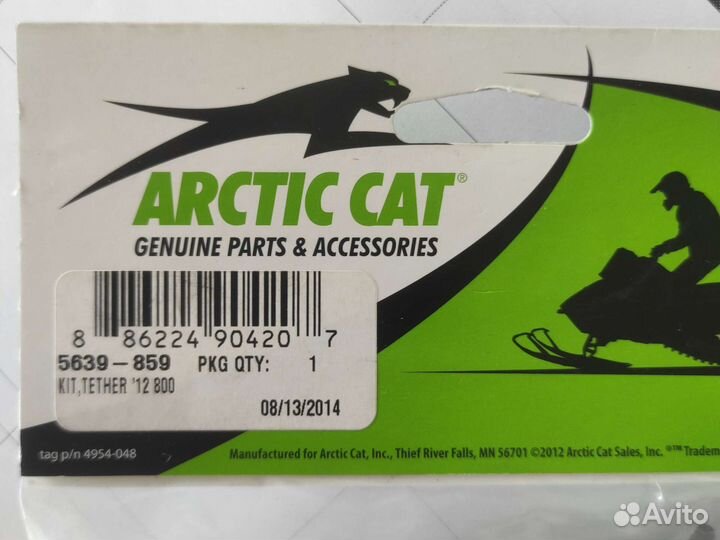 ARCTIC CAT®
GENUINE PARTS & ACCESSORIES
8 86224 90420 7
5639-859 PKG QTY: 1
KIT,TETHER '12 800
08/13/2014
tag p/n 4954-048
Manufactured for Arctic Cat, Inc., Thief River Falls, MN 56701 ©2012 Arctic Cat Sales, Inc. ®™ Tradem
Avito